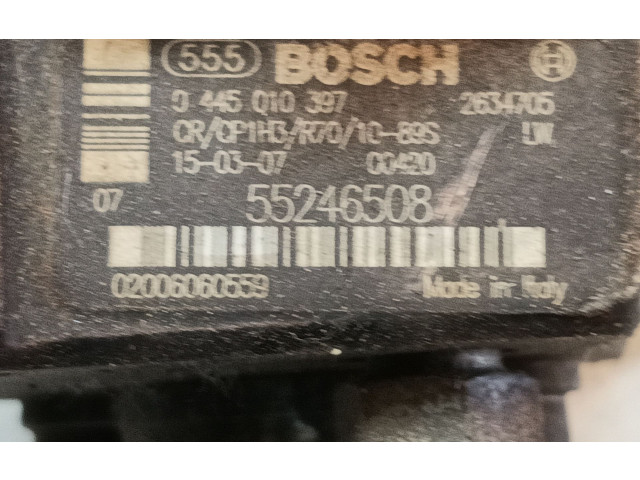 555 BOSCH
0 445 010 397 2634705
CR/CP1H3/R70/10-89S LW
15-03-07 00420
07 55246508
02006060559 Made in Italy